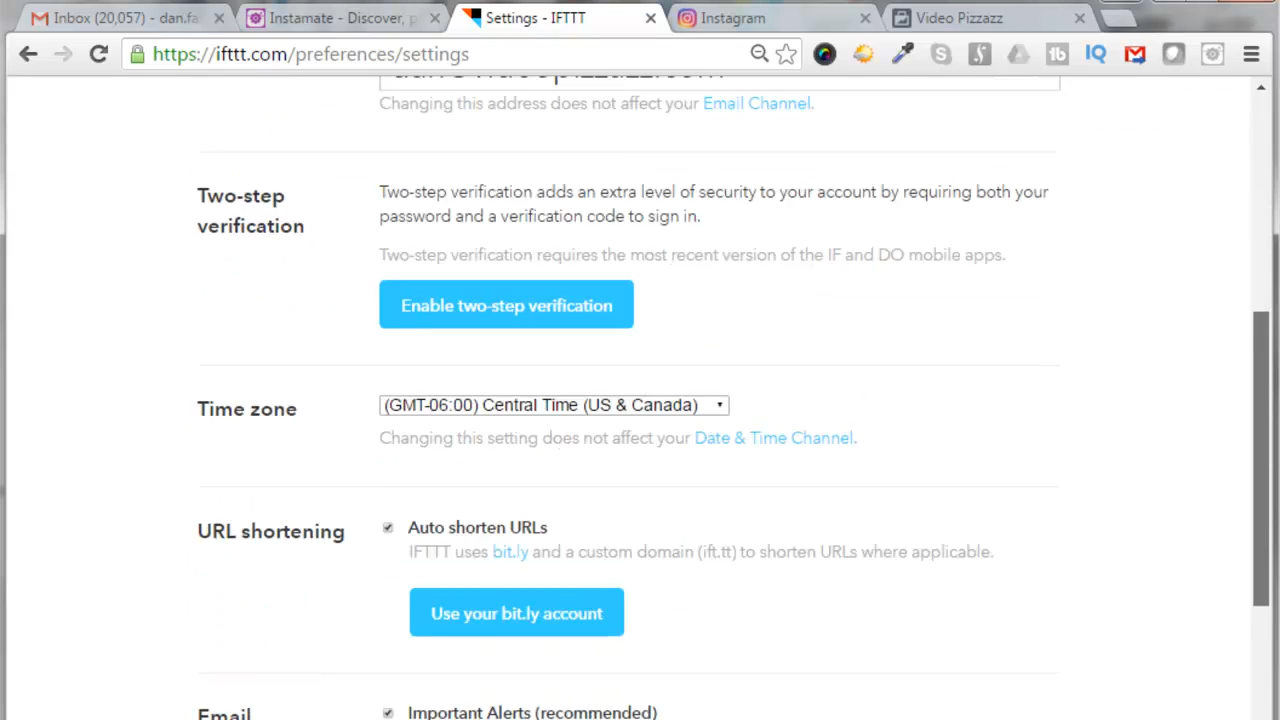 Inbox (20,057) - dan.fa
Instamate - Discover, p
Settings - IFTTT
Instagram
Video Pizzazz
https://ifttt.com/preferences/settings
Changing this address does not affect your Email Channel.
Two-step
verification
Two-step verification adds an extra level of security to your account by requiring both your
password and a verification code to sign in.
Two-step verification requires the most recent version of the IF and DO mobile apps.
Enable two-step verification
Time zone
(GMT-06:00) Central Time (US & Canada)
Changing this setting does not affect your Date & Time Channel.
URL shortening
Auto shorten URLs
IFTTT uses bit.ly and a custom domain (ift.tt) to shorten URLs where applicable.
Use your bit.ly account
Email
Important Alerts (recommended)